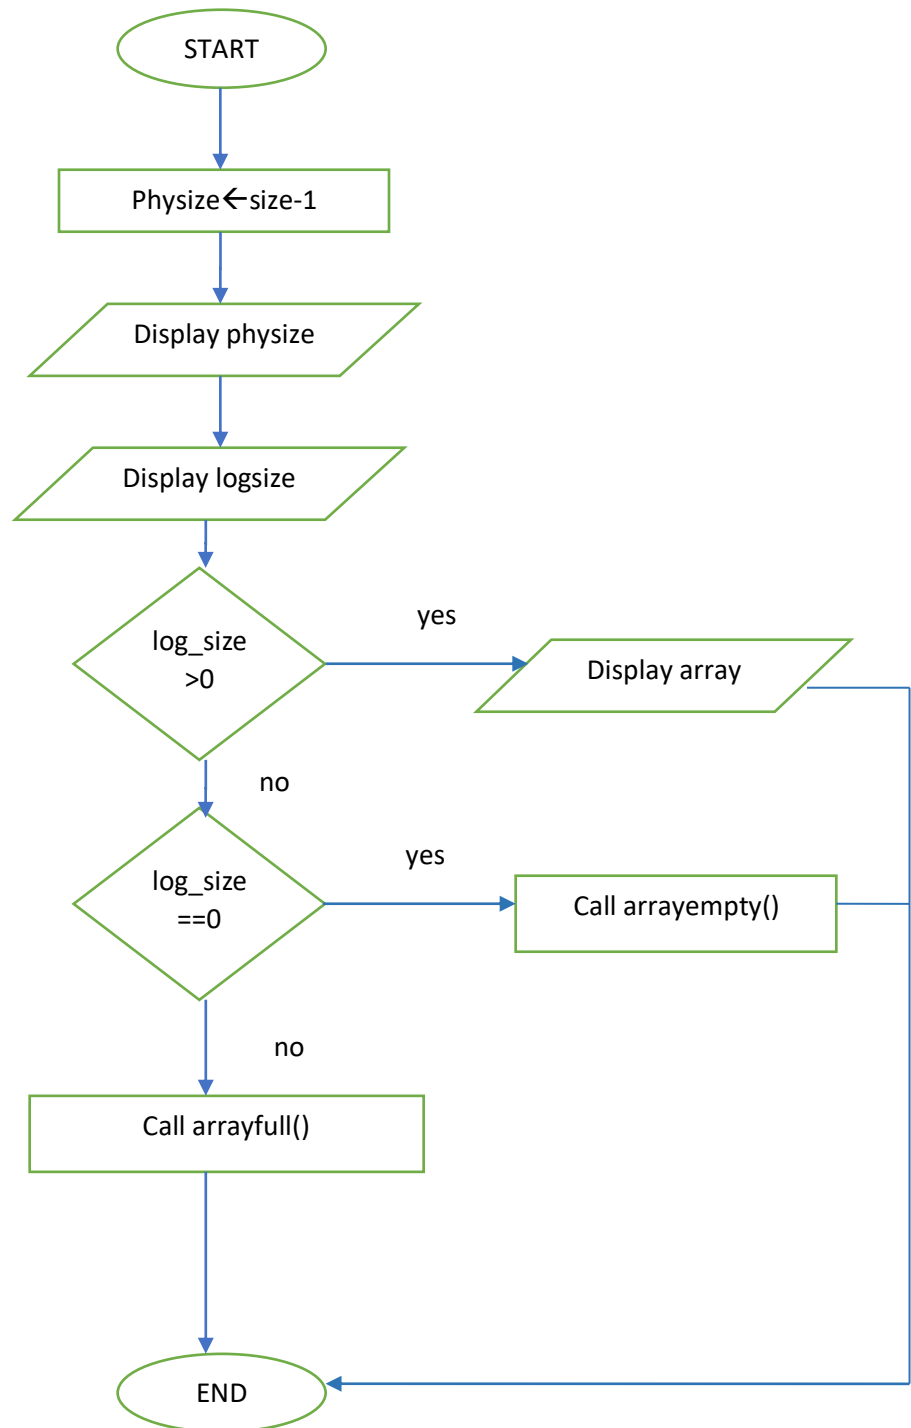 START
Physize←size-1
Display physize
Display logsize
log_size
>0
yes
Display array
no
log_size
==0
yes
Call arrayempty()
no
Call arrayfull()
END